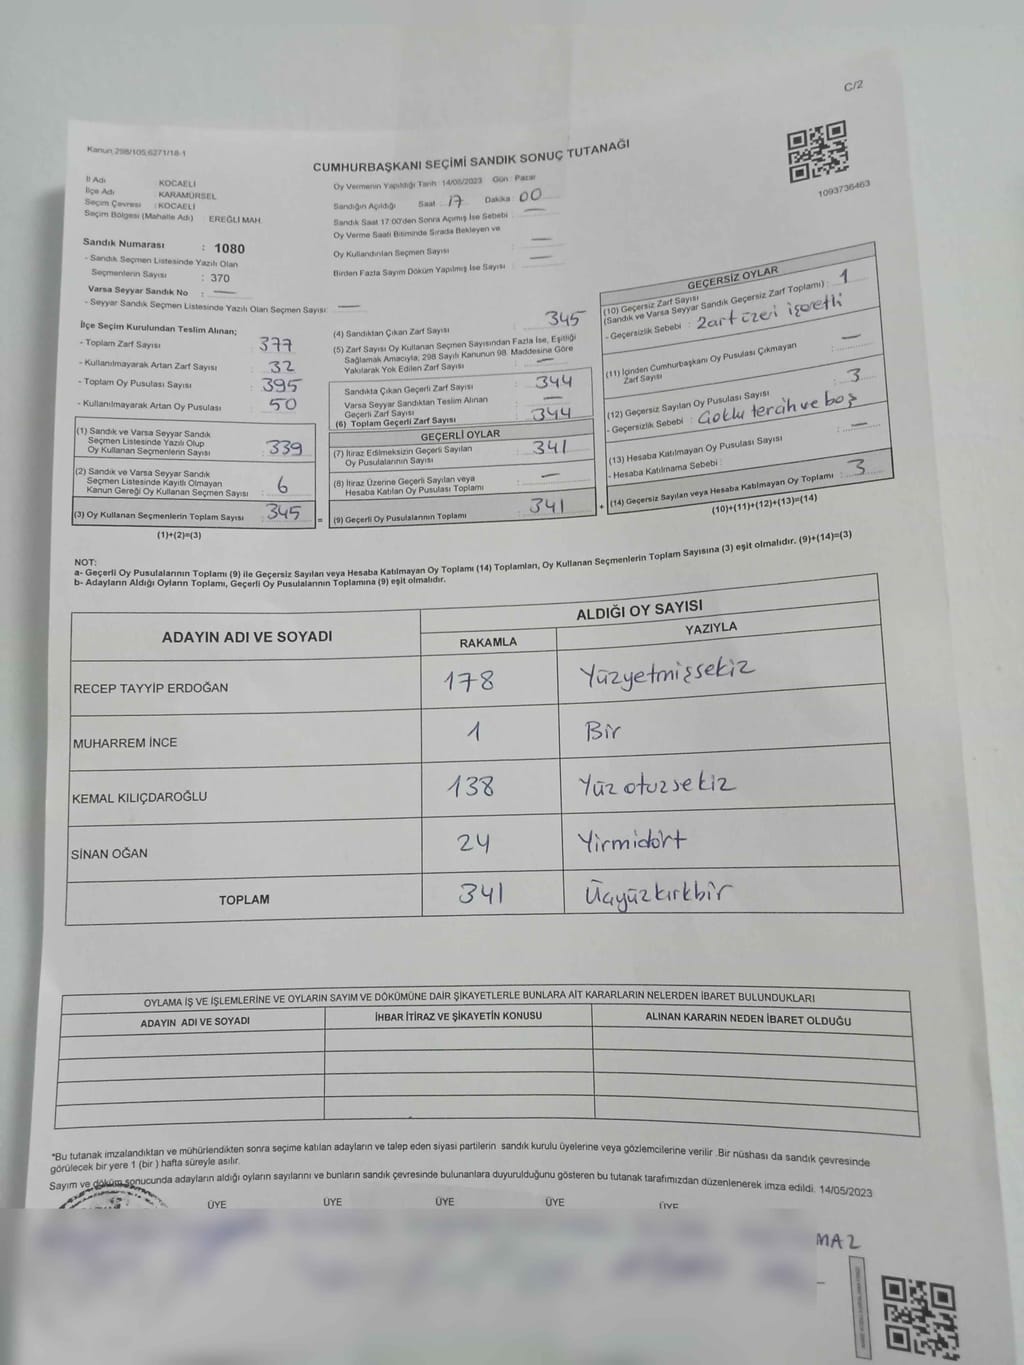 C/2
Kanun 298/105,6271/18-1
CUMHURBAŞKANI SEÇİMİ SANDIK SONUÇ TUTANAĞI
1093736463
İl Adı : KOCAELİ
İlçe Adı : KARAMÜRSEL
Seçim Çevresi : KOCAELİ
Seçim Bölgesi (Mahalle Adı) : EREĞLİ MAH.
Sandık Numarası : 1080
- Sandık Seçmen Listesinde Yazılı Olan
Seçmenlerin Sayısı : 370
Varsa Seyyar Sandık No : —
- Seyyar Sandık Seçmen Listesinde Yazılı Olan Seçmen Sayısı: —
Oy Vermenin Yapıldığı Tarih :14/05/2023 Gün : Pazar
Sandığın Açıldığı Saat : 17 Dakika : 00
Sandık Saat 17:00'den Sonra Açılmış İse Sebebi : —
Oy Verme Saati Bitiminde Sırada Bekleyen ve
Oy Kullandırılan Seçmen Sayısı : —
Birden Fazla Sayım Döküm Yapılmış İse Sayısı : —
İlçe Seçim Kurulundan Teslim Alınan;
- Toplam Zarf Sayısı : 377
- Kullanılmayarak Artan Zarf Sayısı : 32
- Toplam Oy Pusulası Sayısı : 395
- Kullanılmayarak Artan Oy Pusulası : 50
(1) Sandık ve Varsa Seyyar Sandık
Seçmen Listesinde Yazılı Olup
Oy Kullanan Seçmenlerin Sayısı : 339
(2) Sandık ve Varsa Seyyar Sandık
Seçmen Listesinde Kayıtlı Olmayan
Kanun Gereği Oy Kullanan Seçmen Sayısı : 6
(3) Oy Kullanan Seçmenlerin Toplam Sayısı : 345
(1)+(2)=(3)
=
(4) Sandıktan Çıkan Zarf Sayısı : 345
(5) Zarf Sayısı Oy Kullanan Seçmen Sayısından Fazla İse, Eşitliği
Sağlamak Amacıyla, 298 Sayılı Kanunun 98. Maddesine Göre
Yakılarak Yok Edilen Zarf Sayısı : —
Sandıkta Çıkan Geçerli Zarf Sayısı : 344
Varsa Seyyar Sandıktan Teslim Alınan
Geçerli Zarf Sayısı : —
(6) Toplam Geçerli Zarf Sayısı : 344
GEÇERLİ OYLAR
(7) İtiraz Edilmeksizin Geçerli Sayılan
Oy Pusulalarının Sayısı : 341
(8) İtiraz Üzerine Geçerli Sayılan veya
Hesaba Katılan Oy Pusulası Toplamı : —
(9) Geçerli Oy Pusulalarının Toplamı : 341
+
GEÇERSİZ OYLAR
(10) Geçersiz Zarf Sayısı
(Sandık ve Varsa Seyyar Sandık Geçersiz Zarf Toplamı) : 1
- Geçersizlik Sebebi : Zarf üzeri işaretli
(11) İçinden Cumhurbaşkanı Oy Pusulası Çıkmayan
Zarf Sayısı : —
(12) Geçersiz Sayılan Oy Pusulası Sayısı : 3
- Geçersizlik Sebebi : Çoklu tercih ve boş
(13) Hesaba Katılmayan Oy Pusulası Sayısı : —
- Hesaba Katılmama Sebebi :
(14) Geçersiz Sayılan veya Hesaba Katılmayan Oy Toplamı : 3
(10)+(11)+(12)+(13)=(14)
NOT:
a- Geçerli Oy Pusulalarının Toplamı (9) ile Geçersiz Sayılan veya Hesaba Katılmayan Oy Toplamı (14) Toplamları, Oy Kullanan Seçmenlerin Toplam Sayısına (3) eşit olmalıdır. (9)+(14)=(3)
b- Adayların Aldığı Oyların Toplamı, Geçerli Oy Pusulalarının Toplamına (9) eşit olmalıdır.
ADAYIN ADI VE SOYADI
ALDIĞI OY SAYISI
RAKAMLA YAZIYLA
RECEP TAYYİP ERDOĞAN 178 Yüzyetmişsekiz
MUHARREM İNCE 1 Bir
KEMAL KILIÇDAROĞLU 138 Yüzotuzsekiz
SİNAN OĞAN 24 Yirmidört
TOPLAM 341 Üçyüzkırkbir
OYLAMA İŞ VE İŞLEMLERİNE VE OYLARIN SAYIM VE DÖKÜMÜNE DAİR ŞİKAYETLERLE BUNLARA AİT KARARLARIN NELERDEN İBARET BULUNDUKLARI
ADAYIN ADI VE SOYADI İHBAR İTİRAZ VE ŞİKAYETİN KONUSU ALINAN KARARIN NEDEN İBARET OLDUĞU
*Bu tutanak imzalandıktan ve mühürlendikten sonra seçime katılan adayların ve talep eden siyasi partilerin sandık kurulu üyelerine veya gözlemcilerine verilir .Bir nüshası da sandık çevresinde
görülecek bir yere 1 (bir ) hafta süreyle asılır.
Sayım ve döküm sonucunda adayların aldığı oyların sayılarını ve bunların sandık çevresinde bulunanlara duyurulduğunu gösteren bu tutanak tarafımızdan düzenlenerek imza edildi. 14/05/2023
ÜYE ÜYE ÜYE ÜYE ÜYE
MAZ